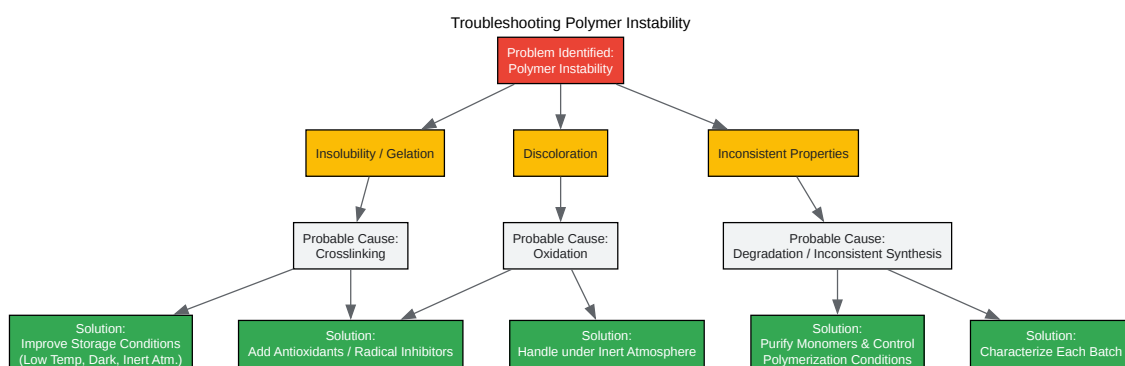 Troubleshooting Polymer Instability
Problem Identified:
Polymer Instability
Insolubility / Gelation
Discoloration
Inconsistent Properties
Probable Cause:
Crosslinking
Probable Cause:
Oxidation
Probable Cause:
Degradation / Inconsistent Synthesis
Solution:
Improve Storage Conditions
(Low Temp, Dark, Inert Atm.)
Solution:
Add Antioxidants / Radical Inhibitors
Solution:
Handle under Inert Atmosphere
Solution:
Purify Monomers & Control
Polymerization Conditions
Solution:
Characterize Each Batch